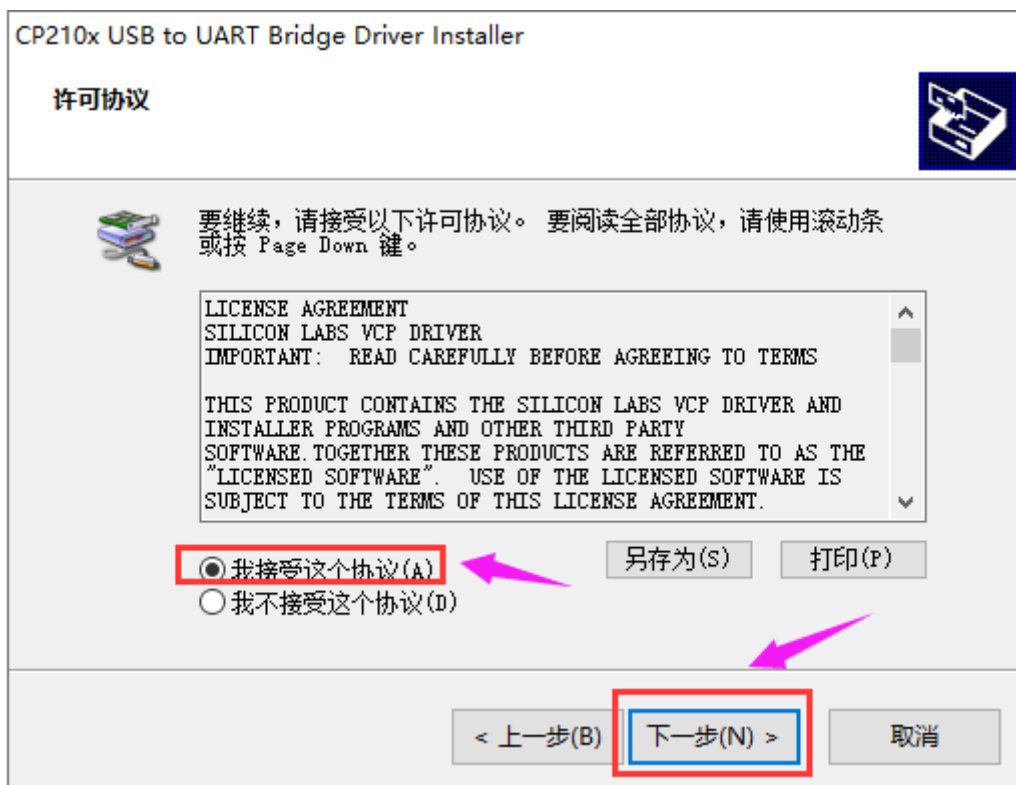 CP210x USB to UART Bridge Driver Installer
许可协议
要继续，请接受以下许可协议。 要阅读全部协议，请使用滚动条
或按 Page Down 键。
LICENSE AGREEMENT
SILICON LABS VCP DRIVER
IMPORTANT:  READ CAREFULLY BEFORE AGREEING TO TERMS
THIS PRODUCT CONTAINS THE SILICON LABS VCP DRIVER AND
INSTALLER PROGRAMS AND OTHER THIRD PARTY
SOFTWARE.TOGETHER THESE PRODUCTS ARE REFERRED TO AS THE
"LICENSED SOFTWARE".  USE OF THE LICENSED SOFTWARE IS
SUBJECT TO THE TERMS OF THIS LICENSE AGREEMENT.
我接受这个协议(A)
另存为(S)
打印(P)
我不接受这个协议(D)
< 上一步(B)
下一步(N) >
取消